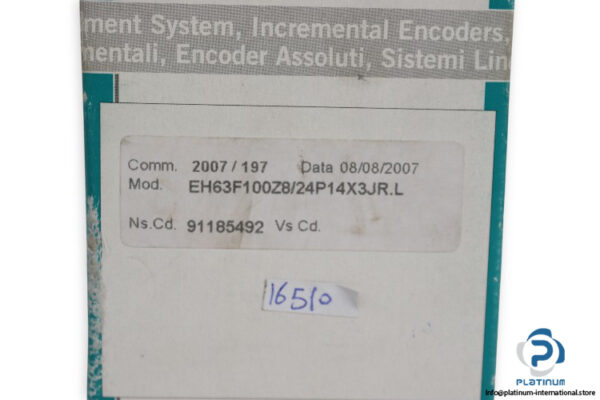 ment System, Incremental Encoders,
mentali, Encoder Assoluti, Sistemi Line
Comm. 2007 / 197 Data 08/08/2007
Mod. EH63F100Z8/24P14X3JR.L
Ns.Cd. 91185492 Vs Cd.
16510
PLATINUM
info@platinum-international.store